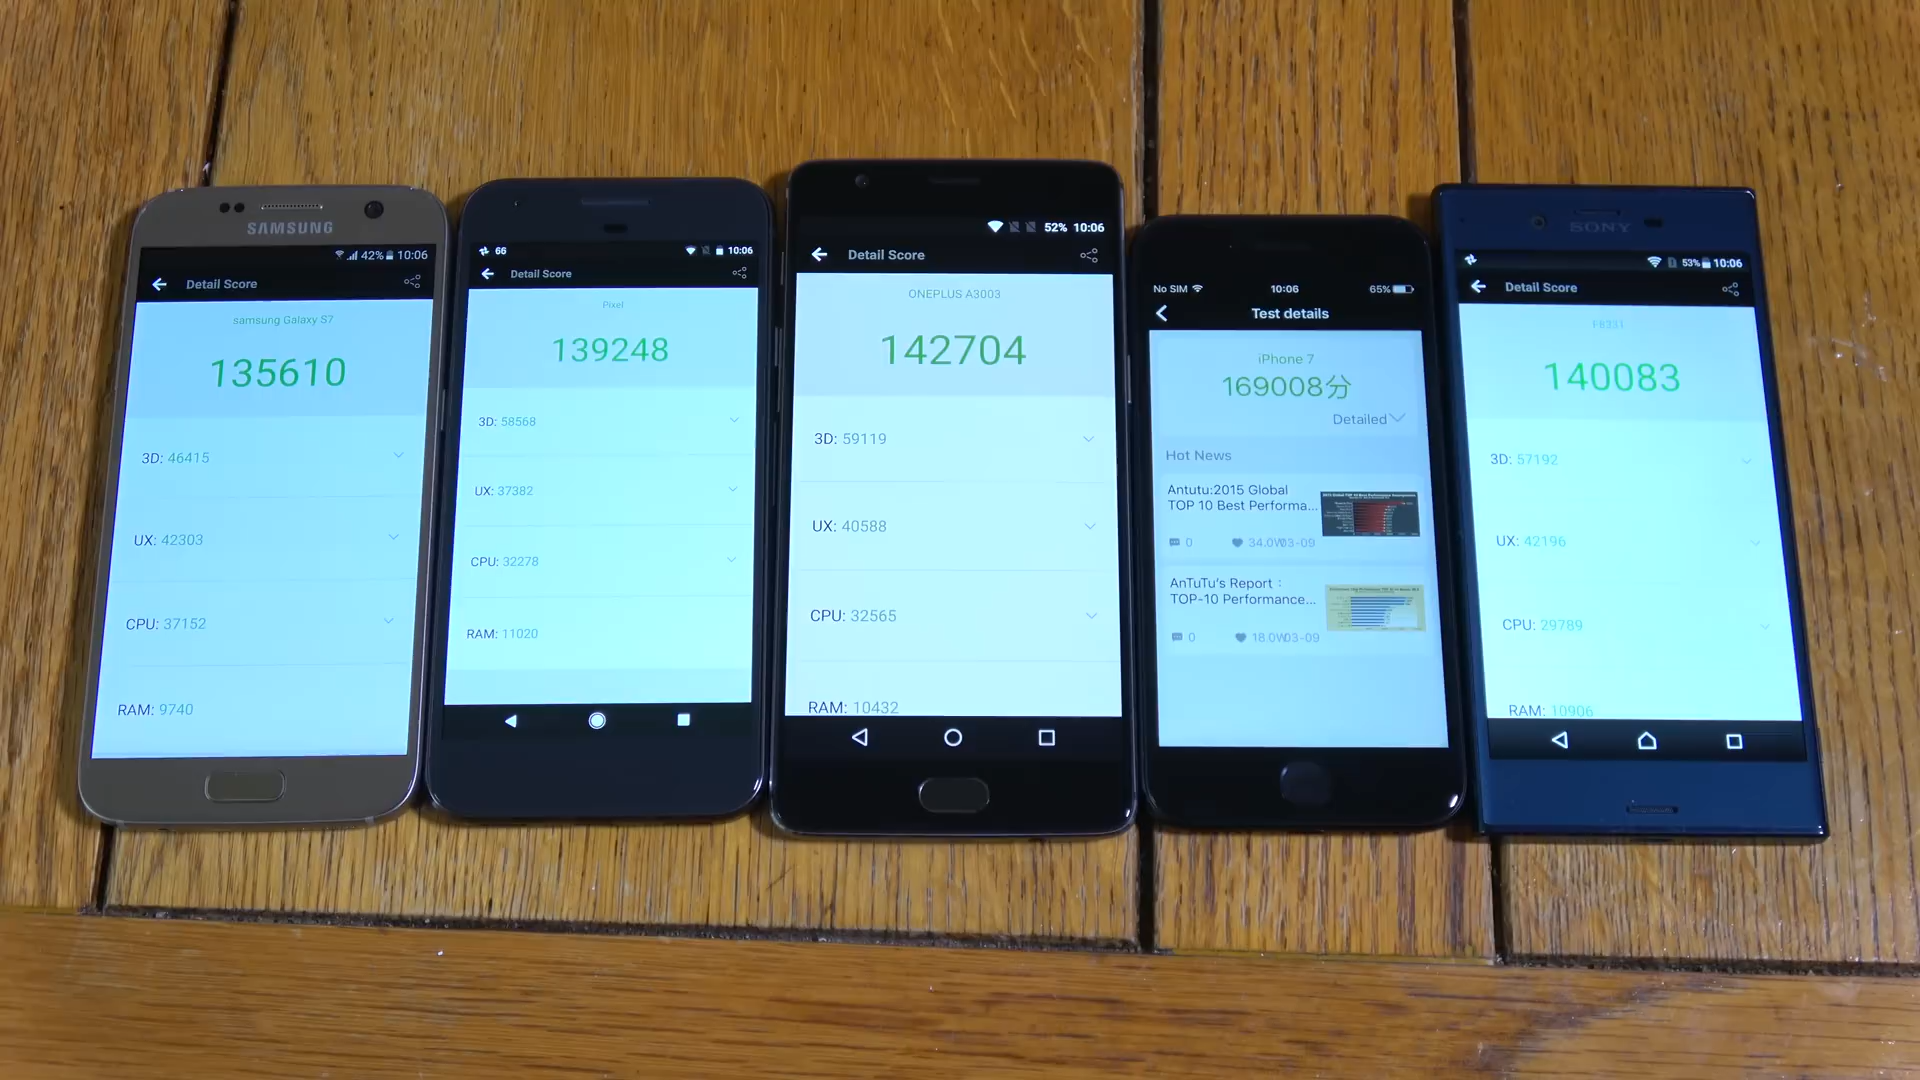 SAMSUNG
42% 10:06
Detail Score
samsung Galaxy S7
135610
3D: 46415
UX: 42303
CPU: 37152
RAM: 9740
66 10:06
Detail Score
Pixel
139248
3D: 58568
UX: 37382
CPU: 32278
RAM: 11020
52% 10:06
Detail Score
ONEPLUS A3003
142704
3D: 59119
UX: 40588
CPU: 32565
RAM: 10432
No SIM 10:06 65%
Test details
iPhone 7
169008分
Detailed
Hot News
Antutu:2015 Global
TOP 10 Best Performa...
0 34.0W 03-09
AnTuTu's Report :
TOP-10 Performance...
0 18.0W 03-09
SONY
53% 10:06
Detail Score
F8331
140083
3D: 57192
UX: 42196
CPU: 29789
RAM: 10906